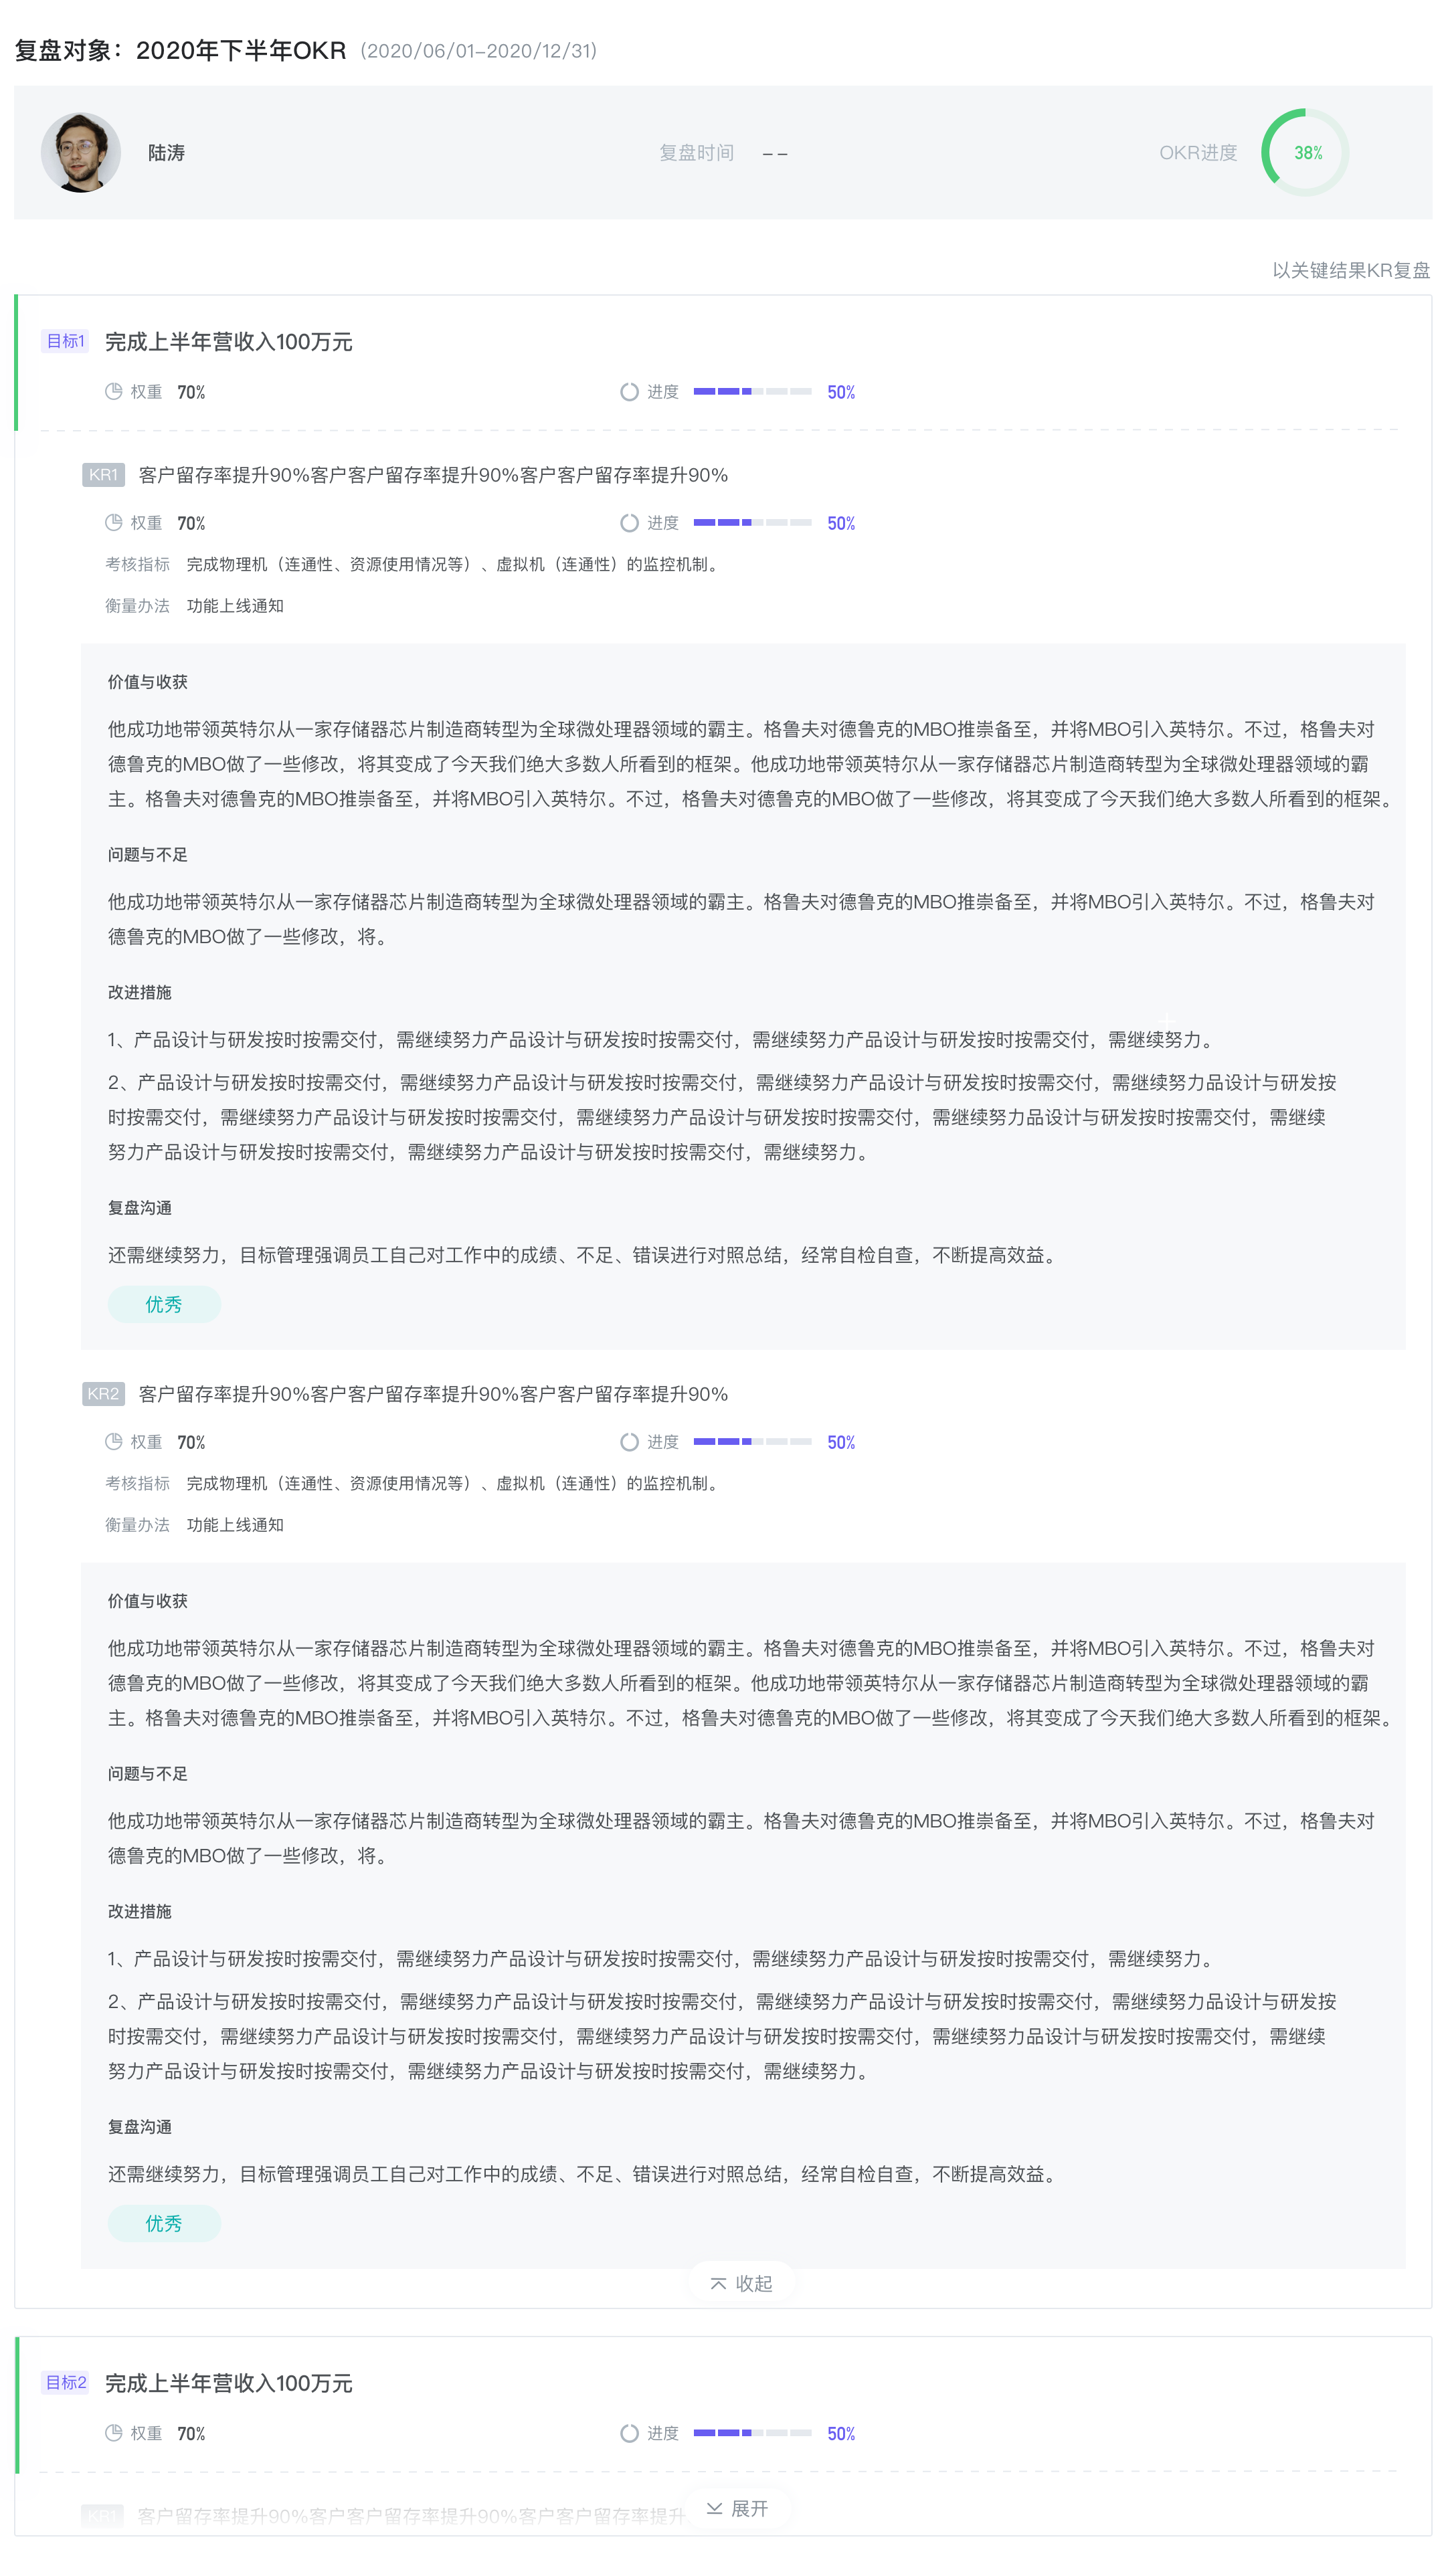 复盘对象：2020年下半年OKR (2020/06/01-2020/12/31)
陆涛 复盘时间 -- OKR进度 38%
以关键结果KR复盘
目标1 完成上半年营收入100万元
权重 70% 进度 50%
KR1 客户留存率提升90%客户客户留存率提升90%客户客户留存率提升90%
权重 70% 进度 50%
考核指标 完成物理机（连通性、资源使用情况等）、虚拟机（连通性）的监控机制。
衡量办法 功能上线通知
价值与收获
他成功地带领英特尔从一家存储器芯片制造商转型为全球微处理器领域的霸主。格鲁夫对德鲁克的MBO推崇备至，并将MBO引入英特尔。不过，格鲁夫对
德鲁克的MBO做了一些修改，将其变成了今天我们绝大多数人所看到的框架。他成功地带领英特尔从一家存储器芯片制造商转型为全球微处理器领域的霸
主。格鲁夫对德鲁克的MBO推崇备至，并将MBO引入英特尔。不过，格鲁夫对德鲁克的MBO做了一些修改，将其变成了今天我们绝大多数人所看到的框架。
问题与不足
他成功地带领英特尔从一家存储器芯片制造商转型为全球微处理器领域的霸主。格鲁夫对德鲁克的MBO推崇备至，并将MBO引入英特尔。不过，格鲁夫对
德鲁克的MBO做了一些修改，将。
改进措施
1、产品设计与研发按时按需交付，需继续努力产品设计与研发按时按需交付，需继续努力产品设计与研发按时按需交付，需继续努力。
2、产品设计与研发按时按需交付，需继续努力产品设计与研发按时按需交付，需继续努力产品设计与研发按时按需交付，需继续努力品设计与研发按
时按需交付，需继续努力产品设计与研发按时按需交付，需继续努力产品设计与研发按时按需交付，需继续努力品设计与研发按时按需交付，需继续
努力产品设计与研发按时按需交付，需继续努力产品设计与研发按时按需交付，需继续努力。
复盘沟通
还需继续努力，目标管理强调员工自己对工作中的成绩、不足、错误进行对照总结，经常自检自查，不断提高效益。
优秀
KR2 客户留存率提升90%客户客户留存率提升90%客户客户留存率提升90%
权重 70% 进度 50%
考核指标 完成物理机（连通性、资源使用情况等）、虚拟机（连通性）的监控机制。
衡量办法 功能上线通知
价值与收获
他成功地带领英特尔从一家存储器芯片制造商转型为全球微处理器领域的霸主。格鲁夫对德鲁克的MBO推崇备至，并将MBO引入英特尔。不过，格鲁夫对
德鲁克的MBO做了一些修改，将其变成了今天我们绝大多数人所看到的框架。他成功地带领英特尔从一家存储器芯片制造商转型为全球微处理器领域的霸
主。格鲁夫对德鲁克的MBO推崇备至，并将MBO引入英特尔。不过，格鲁夫对德鲁克的MBO做了一些修改，将其变成了今天我们绝大多数人所看到的框架。
问题与不足
他成功地带领英特尔从一家存储器芯片制造商转型为全球微处理器领域的霸主。格鲁夫对德鲁克的MBO推崇备至，并将MBO引入英特尔。不过，格鲁夫对
德鲁克的MBO做了一些修改，将。
改进措施
1、产品设计与研发按时按需交付，需继续努力产品设计与研发按时按需交付，需继续努力产品设计与研发按时按需交付，需继续努力。
2、产品设计与研发按时按需交付，需继续努力产品设计与研发按时按需交付，需继续努力产品设计与研发按时按需交付，需继续努力品设计与研发按
时按需交付，需继续努力产品设计与研发按时按需交付，需继续努力产品设计与研发按时按需交付，需继续努力品设计与研发按时按需交付，需继续
努力产品设计与研发按时按需交付，需继续努力产品设计与研发按时按需交付，需继续努力。
复盘沟通
还需继续努力，目标管理强调员工自己对工作中的成绩、不足、错误进行对照总结，经常自检自查，不断提高效益。
优秀
收起
目标2 完成上半年营收入100万元
权重 70% 进度 50%
KR1 客户留存率提升90%客户客户留存率提升90%客户客户留存率提升
展开